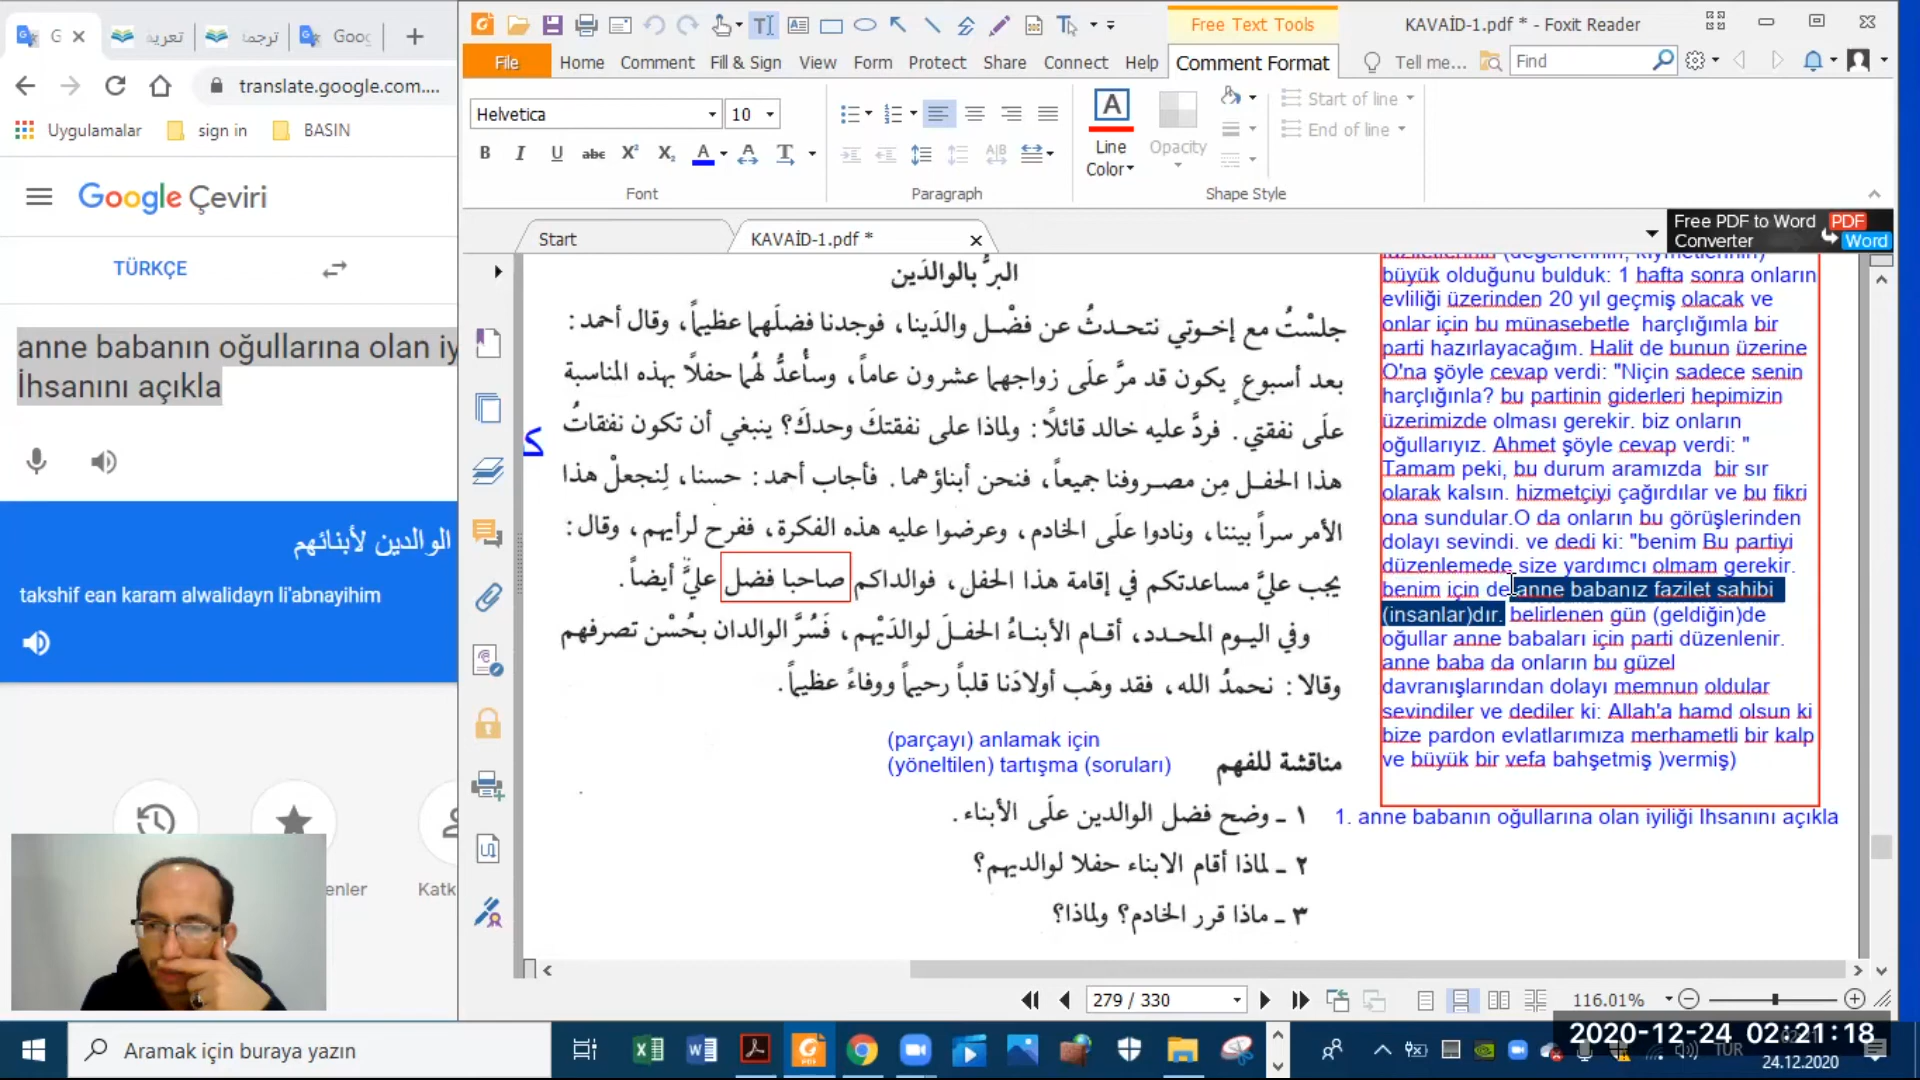 G
تعريف
ترجمة
Goog
translate.google.com....
Uygulamalar
sign in
BASIN
Google Çeviri
TÜRKÇE
anne babanın oğullarına olan iy
İhsanını açıkla
الوالدين لأبنائهم
takshif ean karam alwalidayn li'abnayihim
enler
Katk
Free Text Tools
KAVAİD-1.pdf * - Foxit Reader
File
Home
Comment
Fill & Sign
View
Form
Protect
Share
Connect
Help
Comment Format
Tell me...
Find
Helvetica
10
Font
Paragraph
Line
Color
Opacity
Start of line
End of line
Shape Style
Start
KAVAİD-1.pdf *
Free PDF to Word
Converter
PDF
Word
البرُّ بالوالدَين
جلسْتُ مع إخوتي نتحدثُ عن فضْل والدَينا، فوجدنا فضلَهما عظيماً، وقال أحمد:
بعد أسبوعٍ يكون قد مرَّ علَى زواجهما عشرون عاماً، وسأُعدُّ لهُما حفلاً بهذه المناسبة
علَى نفقتي. فردَّ عليه خالد قائلاً: ولماذا على نفقتكَ وحدكَ؟ ينبغي أن تكون نفقاتُ
هذا الحفل مِن مصروفنا جميعاً، فنحن أبناؤهما. فأجاب أحمد: حسنا، لِنجعلْ هذا
الأمر سراً بيننا، ونادوا علَى الخادم، وعرضوا عليه هذه الفكرة، ففرح لرأيهم، وقال:
يجب عليَّ مساعدتكم في إقامة هذا الحفل، فوالداكم صاحبا فضل عليَّ أيضاً.
وفي اليوم المحدد، أقام الأبناءُ الحفلَ لوالديْهم، فَسُرَّ الوالدان بحُسْن تصرفهم
وقالا: نحمدُ الله، فقد وهَب أولادَنا قلباً رحيماً ووفاءً عظيماً.
(parçayı) anlamak için
(yöneltilen) tartışma (soruları)
مناقشة للفهم
١ ـ وضح فضل الوالدين علَى الأبناء.
٢ ـ لماذا أقام الابناء حفلا لوالديهم؟
٣ ـ ماذا قرر الخادم؟ ولماذا؟
faziletlerinin (değerlerinin, kıymetlerinin)
büyük olduğunu bulduk: 1 hafta sonra onların
evliliği üzerinden 20 yıl geçmiş olacak ve
onlar için bu münasebetle harçlığımla bir
parti hazırlayacağım. Halit de bunun üzerine
O'na şöyle cevap verdi: "Niçin sadece senin
harçlığınla? bu partinin giderleri hepimizin
üzerimizde olması gerekir. biz onların
oğullarıyız. Ahmet şöyle cevap verdi: "
Tamam peki, bu durum aramızda bir sır
olarak kalsın. hizmetçiyi çağırdılar ve bu fikri
ona sundular.O da onların bu görüşlerinden
dolayı sevindi. ve dedi ki: "benim Bu partiyi
düzenlemede size yardımcı olmam gerekir.
benim için de anne babanız fazilet sahibi
(insanlar)dır. belirlenen gün (geldiğin)de
oğullar anne babaları için parti düzenlenir.
anne baba da onların bu güzel
davranışlarından dolayı memnun oldular
sevindiler ve dediler ki: Allah'a hamd olsun ki
bize pardon evlatlarımıza merhametli bir kalp
ve büyük bir vefa bahşetmiş )vermiş)
1. anne babanın oğullarına olan iyiliği İhsanını açıkla
279 / 330
116.01%
Aramak için buraya yazın
TUR
2020-12-24 02:21:18
24.12.2020